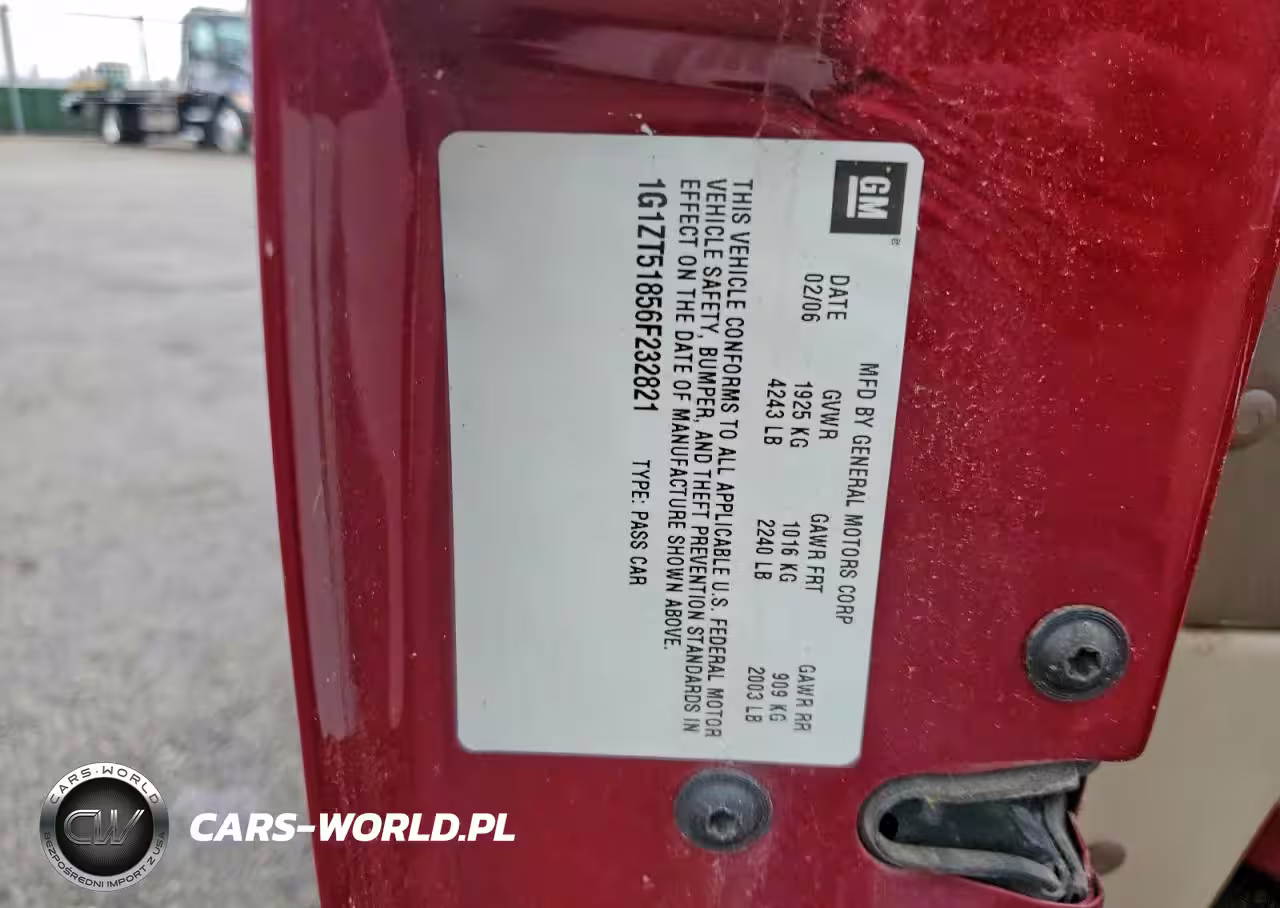 GM
MFD BY GENERAL MOTORS CORP
DATE GVWR GAWR FRT GAWR RR
02/06 1925 KG 1016 KG 909 KG
4243 LB 2240 LB 2003 LB
THIS VEHICLE CONFORMS TO ALL APPLICABLE U.S. FEDERAL MOTOR
VEHICLE SAFETY, BUMPER, AND THEFT PREVENTION STANDARDS IN
EFFECT ON THE DATE OF MANUFACTURE SHOWN ABOVE.
1G1ZT51856F232821 TYPE: PASS CAR
CARS-WORLD
CW
BEZPOŚREDNI IMPORT Z USA
CARS-WORLD.PL